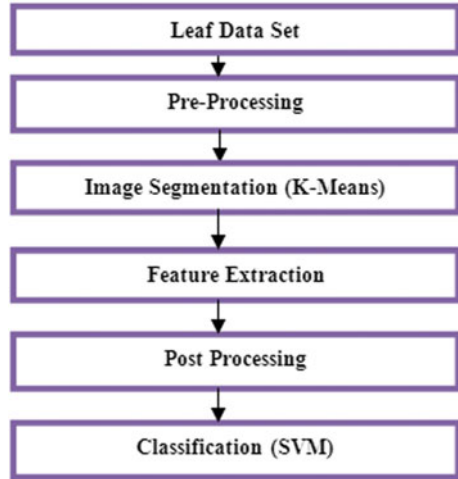 Leaf Data Set
Pre-Processing
Image Segmentation (K-Means)
Feature Extraction
Post Processing
Classification (SVM)